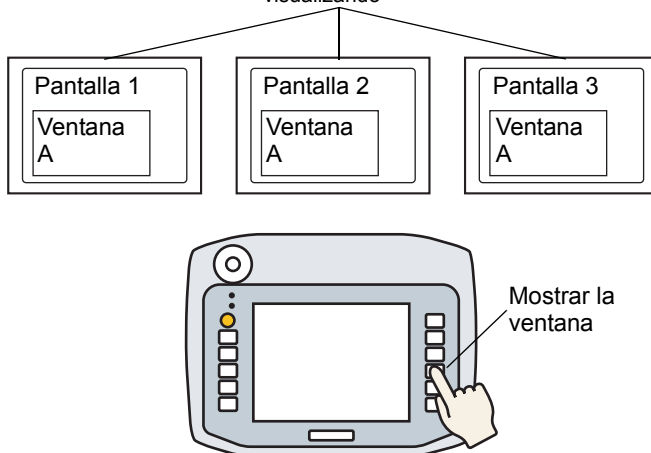 visualizando
Pantalla 1
Ventana
A
Pantalla 2
Ventana
A
Pantalla 3
Ventana
A
Mostrar la
ventana